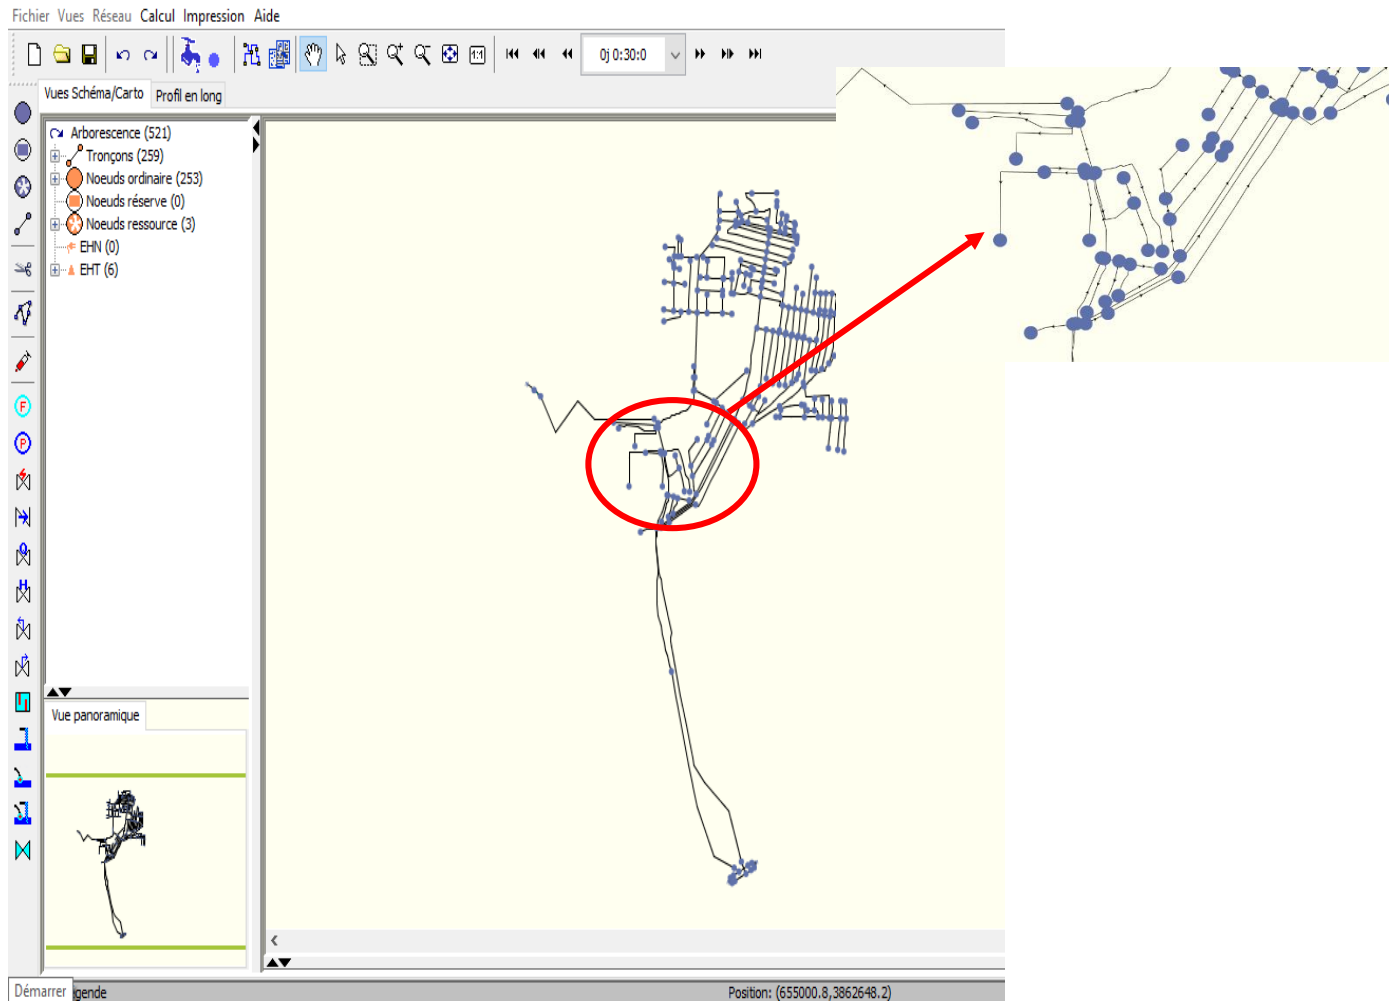 Fichier Vues Réseau Calcul Impression Aide
1:1
0j 0:30:0
Vues Schéma/Carto Profil en long
Arborescence (521)
Tronçons (259)
Noeuds ordinaire (253)
Noeuds réserve (0)
Noeuds ressource (3)
EHN (0)
EHT (6)
F
P
Q
H
Vue panoramique
Démarrer gende Position: (655000.8,3862648.2)